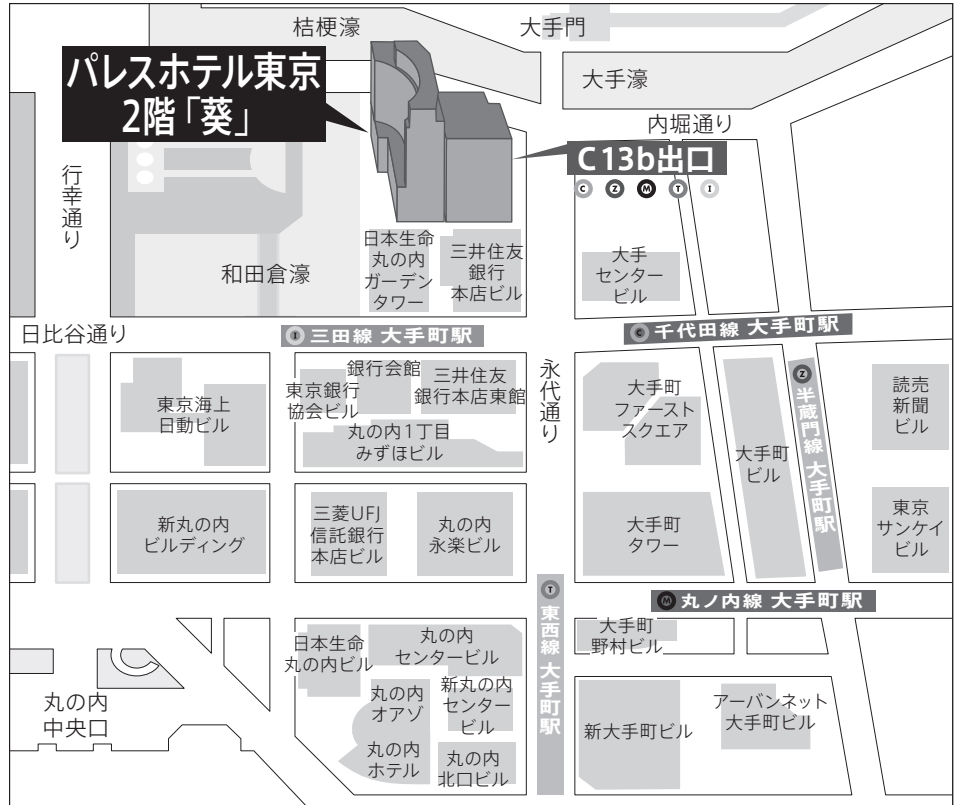 桔梗濠
大手門
大手濠
パレスホテル東京
2階「葵」
内堀通り
C13b出口
C Z M T I
行幸通り
和田倉濠
日本生命
丸の内
ガーデン
タワー
三井住友
銀行
本店ビル
大手
センター
ビル
日比谷通り
I 三田線 大手町駅
C 千代田線 大手町駅
東京海上
日動ビル
東京銀行
協会ビル
銀行会館
三井住友
銀行本店東館
丸の内1丁目
みずほビル
永代通り
大手町
ファースト
スクエア
大手町
ビル
Z 半蔵門線 大手町駅
読売
新聞
ビル
新丸の内
ビルディング
三菱UFJ
信託銀行
本店ビル
丸の内
永楽ビル
大手町
タワー
東京
サンケイ
ビル
T 東西線 大手町駅
M 丸ノ内線 大手町駅
日本生命
丸の内ビル
丸の内
センタービル
大手町
野村ビル
丸の内
中央口
丸の内
オアゾ
新丸の内
センター
ビル
丸の内
ホテル
丸の内
北口ビル
新大手町ビル
アーバンネット
大手町ビル